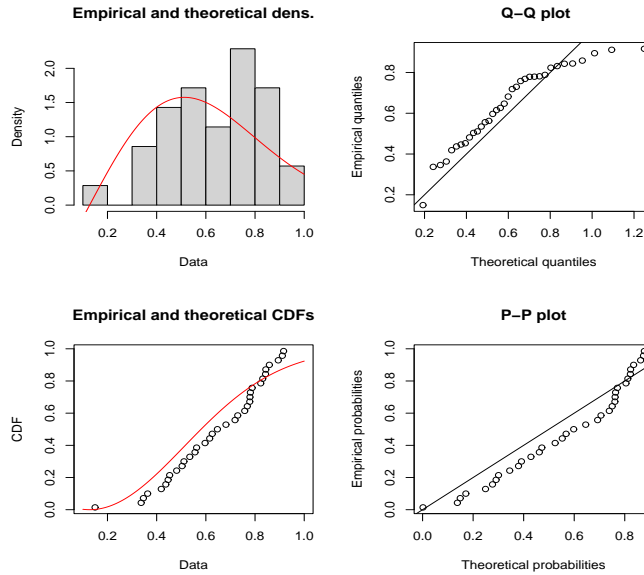 Empirical and theoretical dens.
Density
0.0 0.5 1.0 1.5 2.0
0.2 0.4 0.6 0.8 1.0
Data
Q−Q plot
Empirical quantiles
0.2 0.4 0.6 0.8
0.2 0.4 0.6 0.8 1.0 1.2
Theoretical quantiles
Empirical and theoretical CDFs
CDF
0.0 0.2 0.4 0.6 0.8 1.0
0.2 0.4 0.6 0.8 1.0
Data
P−P plot
Empirical probabilities
0.0 0.2 0.4 0.6 0.8 1.0
0.0 0.2 0.4 0.6 0.8
Theoretical probabilities